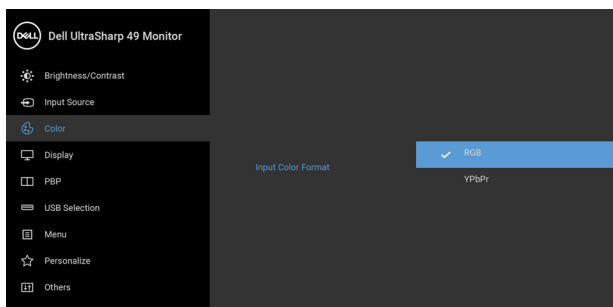 DELL Dell UltraSharp 49 Monitor
Brightness/Contrast
Input Source
Color
Display
PBP
USB Selection
Menu
Personalize
Others
Input Color Format
RGB
YPbPr